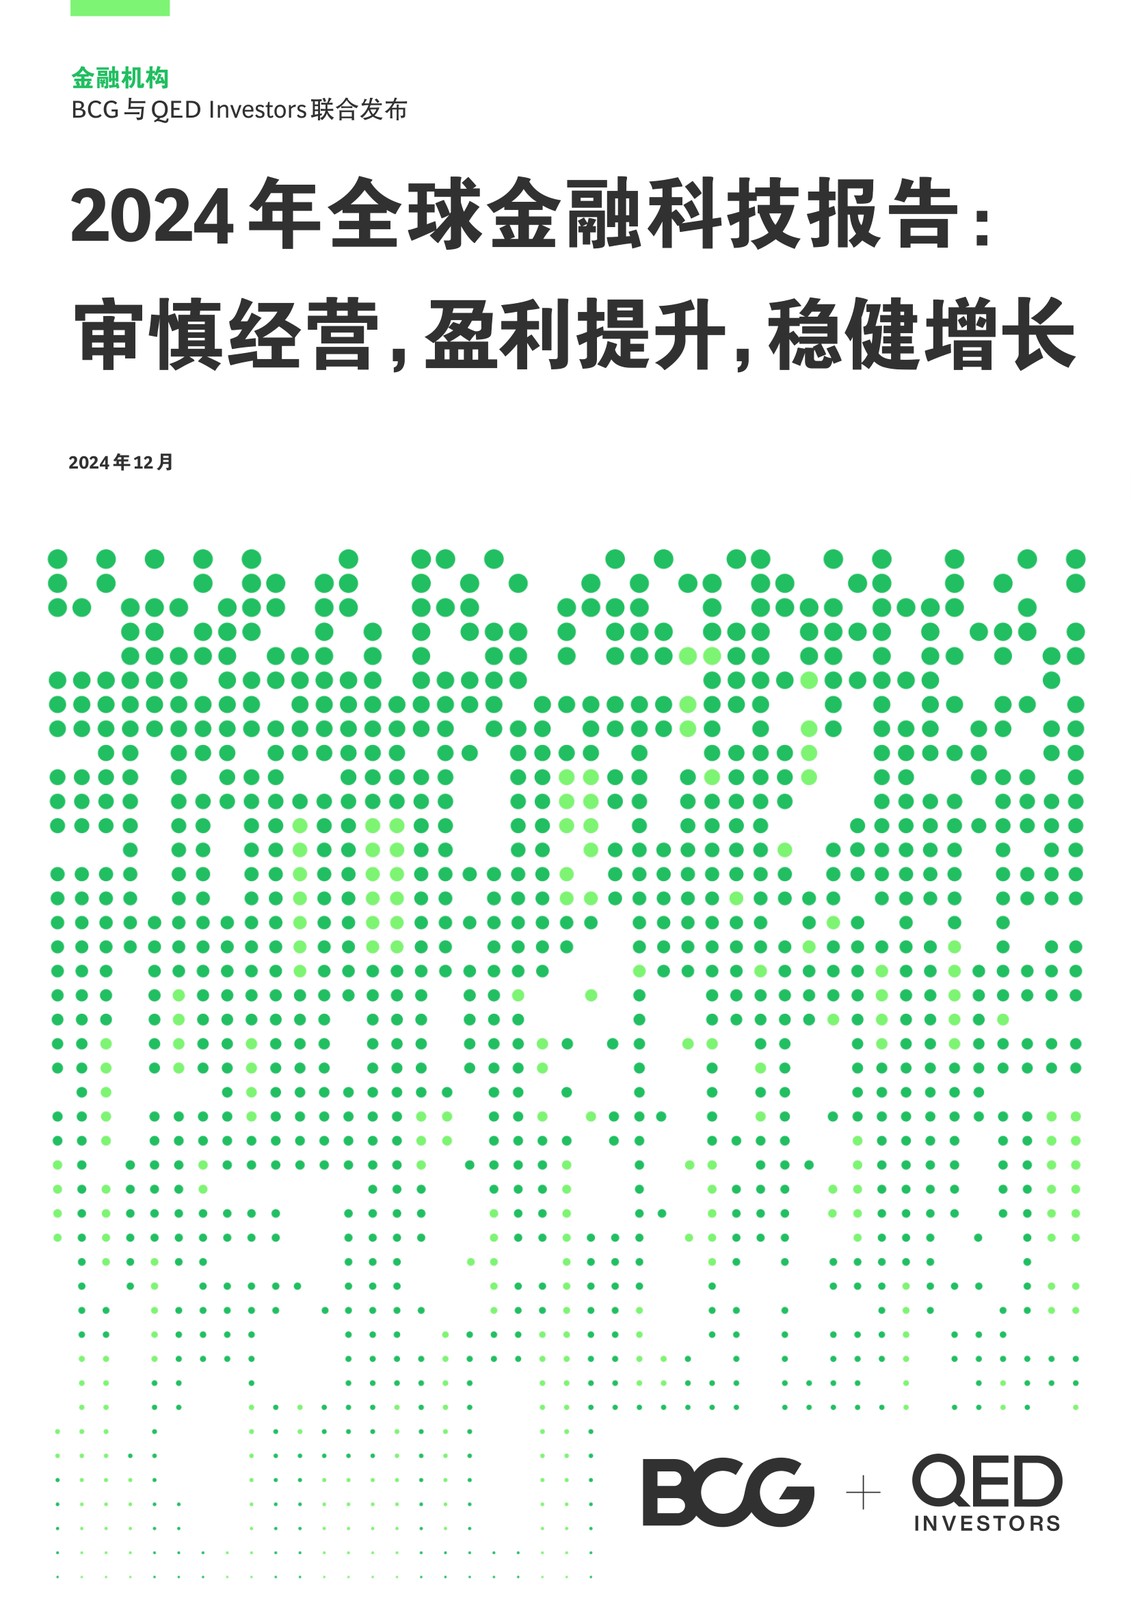 金融机构
BCG与QED Investors联合发布
2024年全球金融科技报告：
审慎经营，盈利提升，稳健增长
2024年12月
BCG + QED
INVESTORS